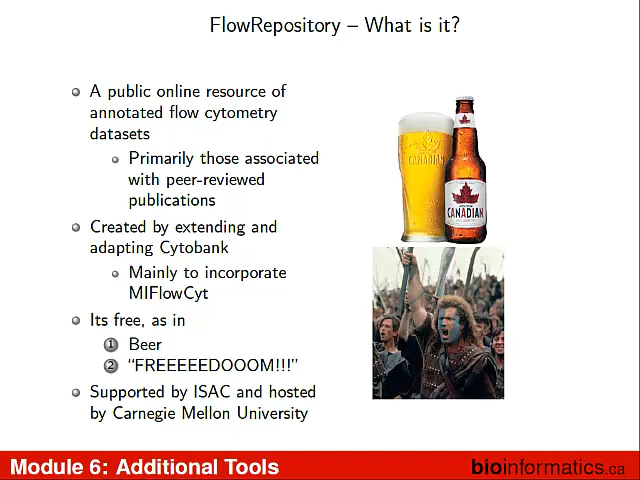 FlowRepository – What is it?
A public online resource of
annotated flow cytometry
datasets
Primarily those associated
with peer-reviewed
publications
Created by extending and
adapting Cytobank
Mainly to incorporate
MIFlowCyt
Its free, as in
1 Beer
2 “FREEEEEDOOOM!!!”
Supported by ISAC and hosted
by Carnegie Mellon University
CANADIAN
CANADIAN
Module 6: Additional Tools
bioinformatics.ca